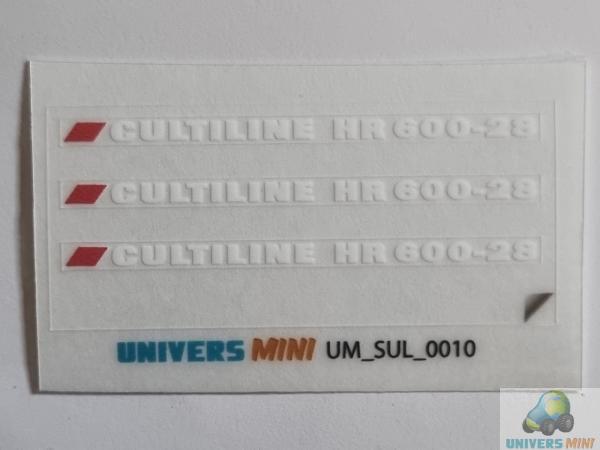 CULTILINE HR 600-28
CULTILINE HR 600-28
CULTILINE HR 600-28
UNIVERS MINI UM_SUL_0010
UNIVERS MINI